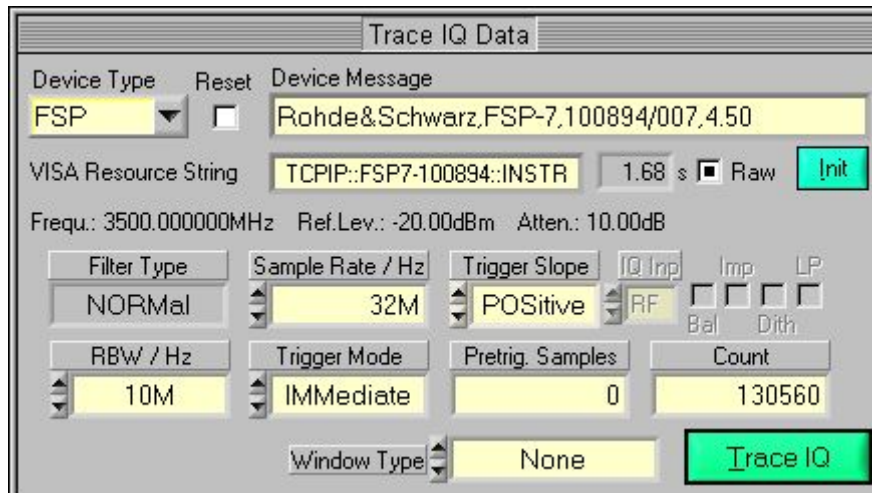 Trace IQ Data
Device Type Reset Device Message
FSP Rohde&Schwarz,FSP-7,100894/007,4.50
VISA Resource String TCPIP::FSP7-100894::INSTR 1.68 s Raw Init
Frequ.: 3500.000000MHz Ref.Lev.: -20.00dBm Atten.: 10.00dB
Filter Type Sample Rate / Hz Trigger Slope IQ Inp Imp LP
NORMal 32M POSitive RF
Bal Dith
RBW / Hz Trigger Mode Pretrig. Samples Count
10M IMMediate 0 130560
Window Type None Trace IQ